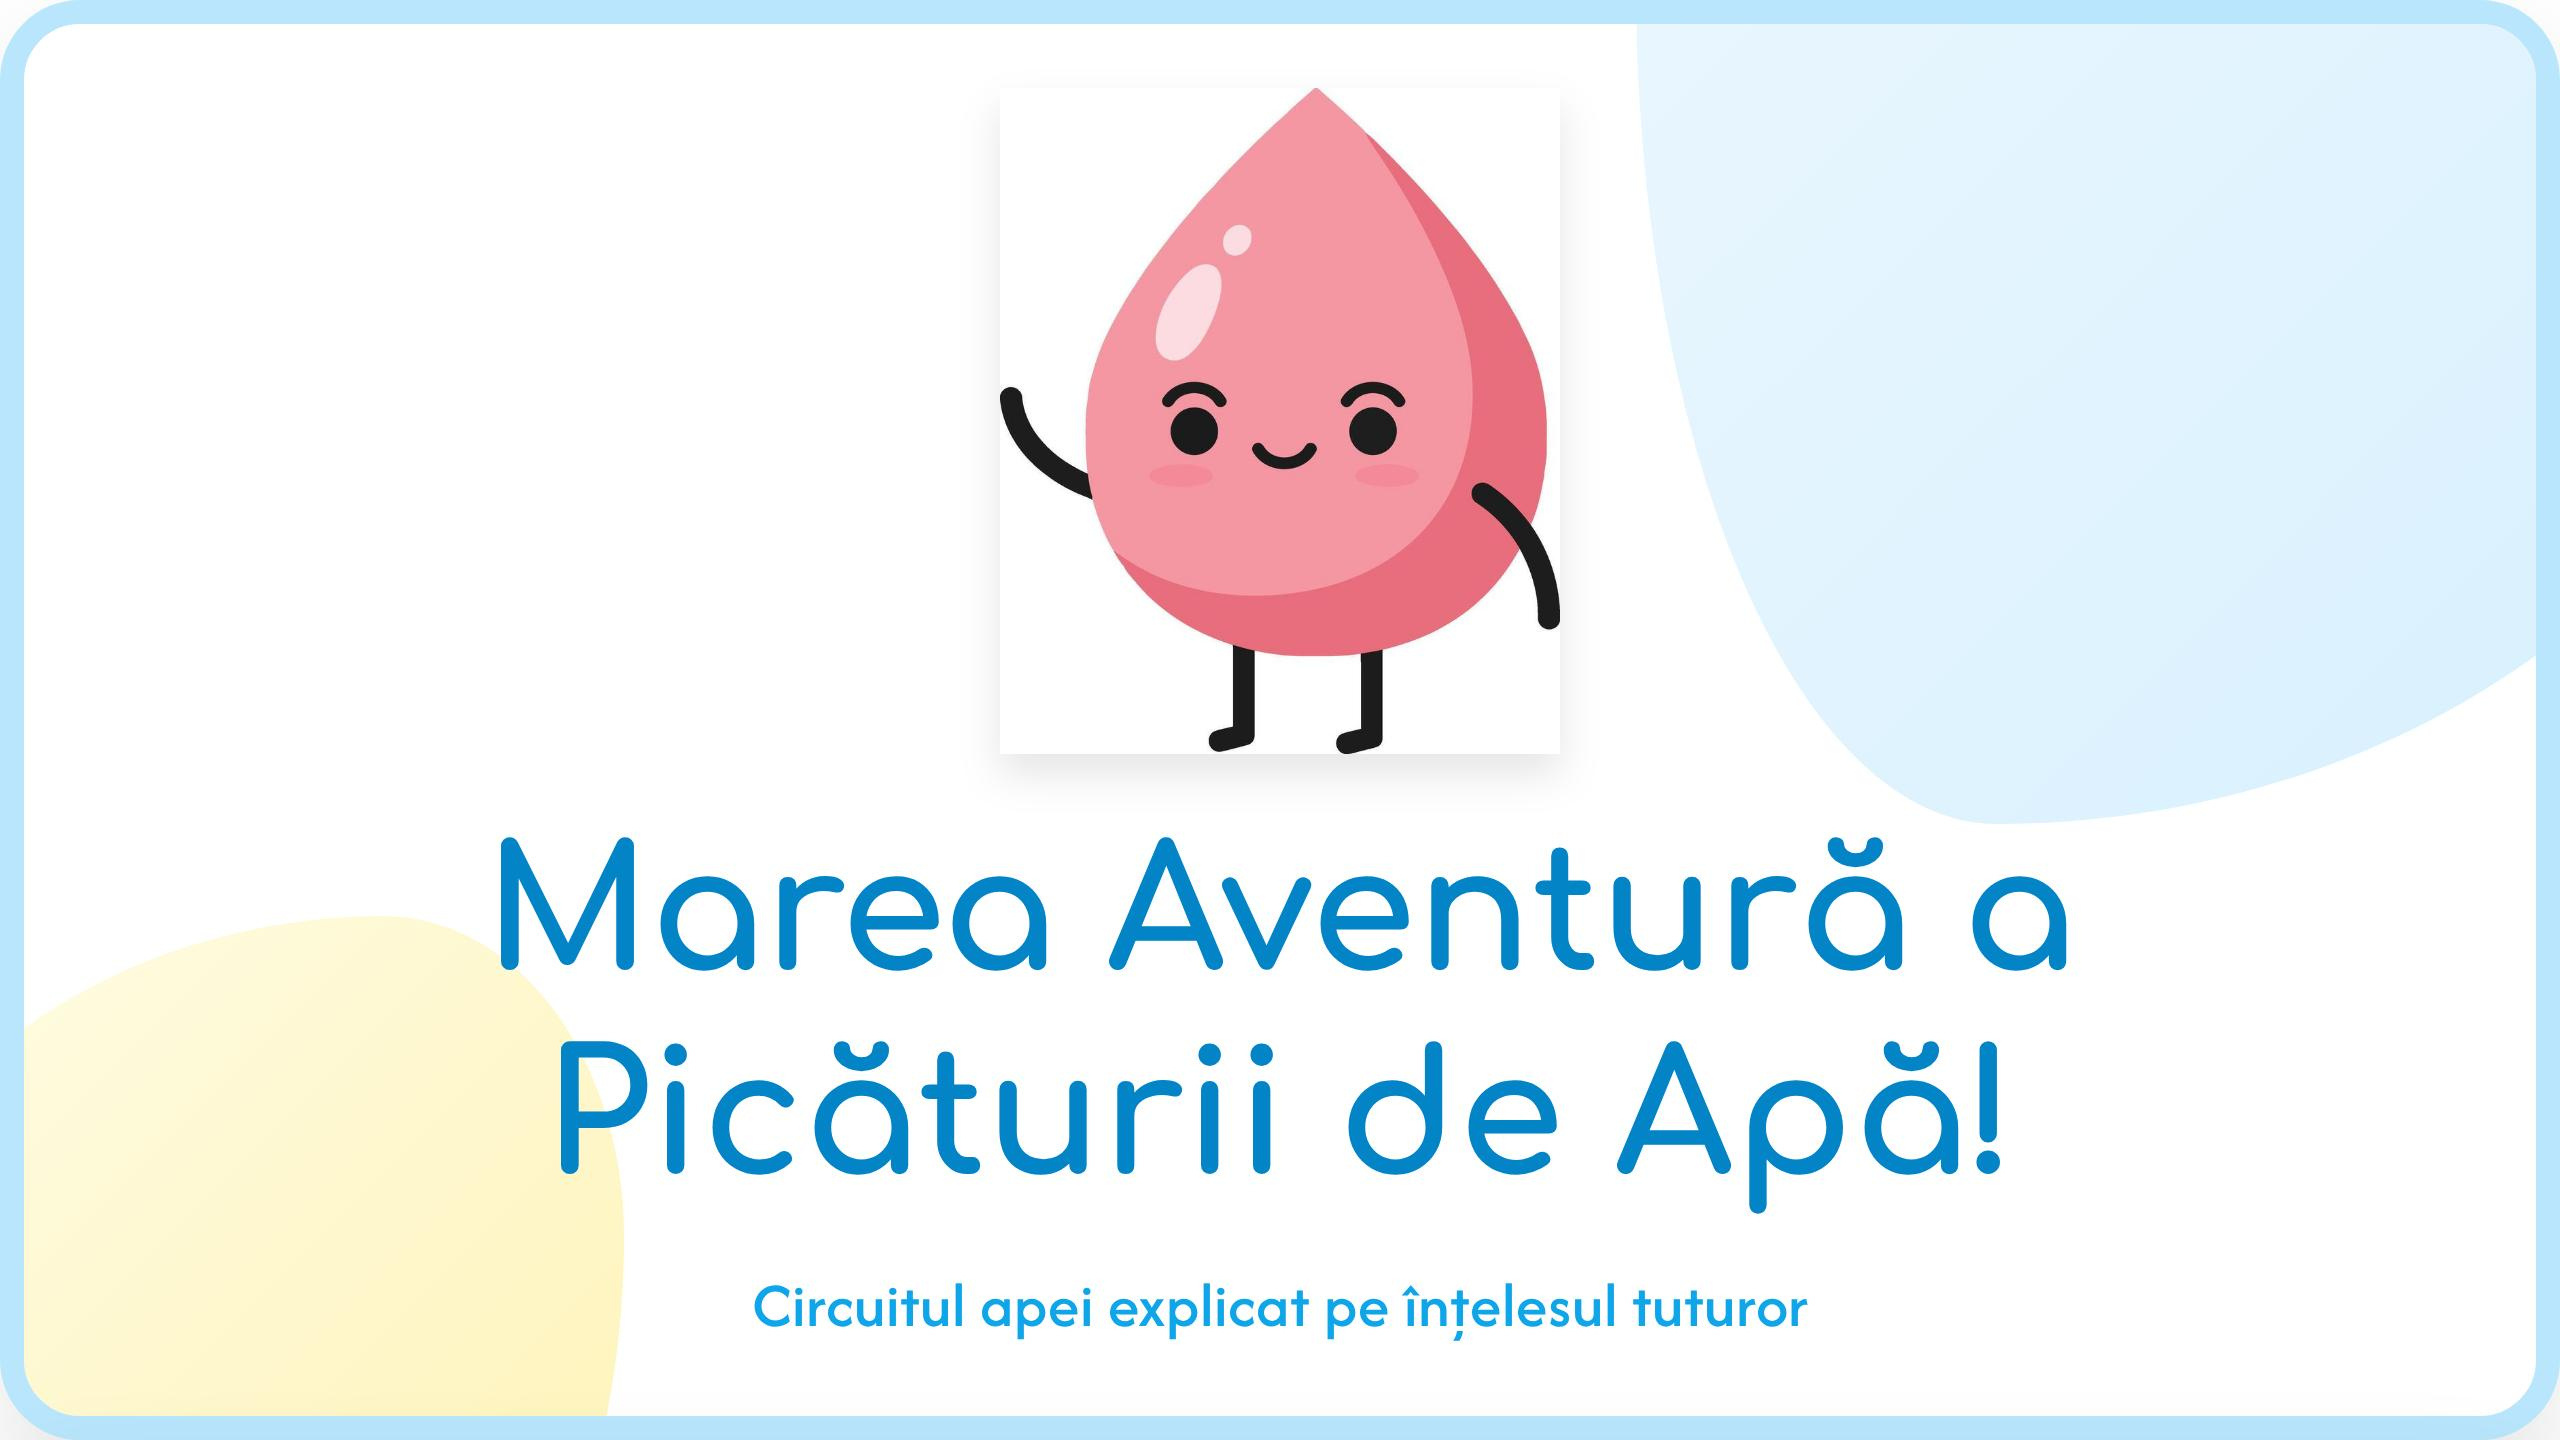 Marea Aventură a
Picăturii de Apă!
Circuitul apei explicat pe înțelesul tuturor